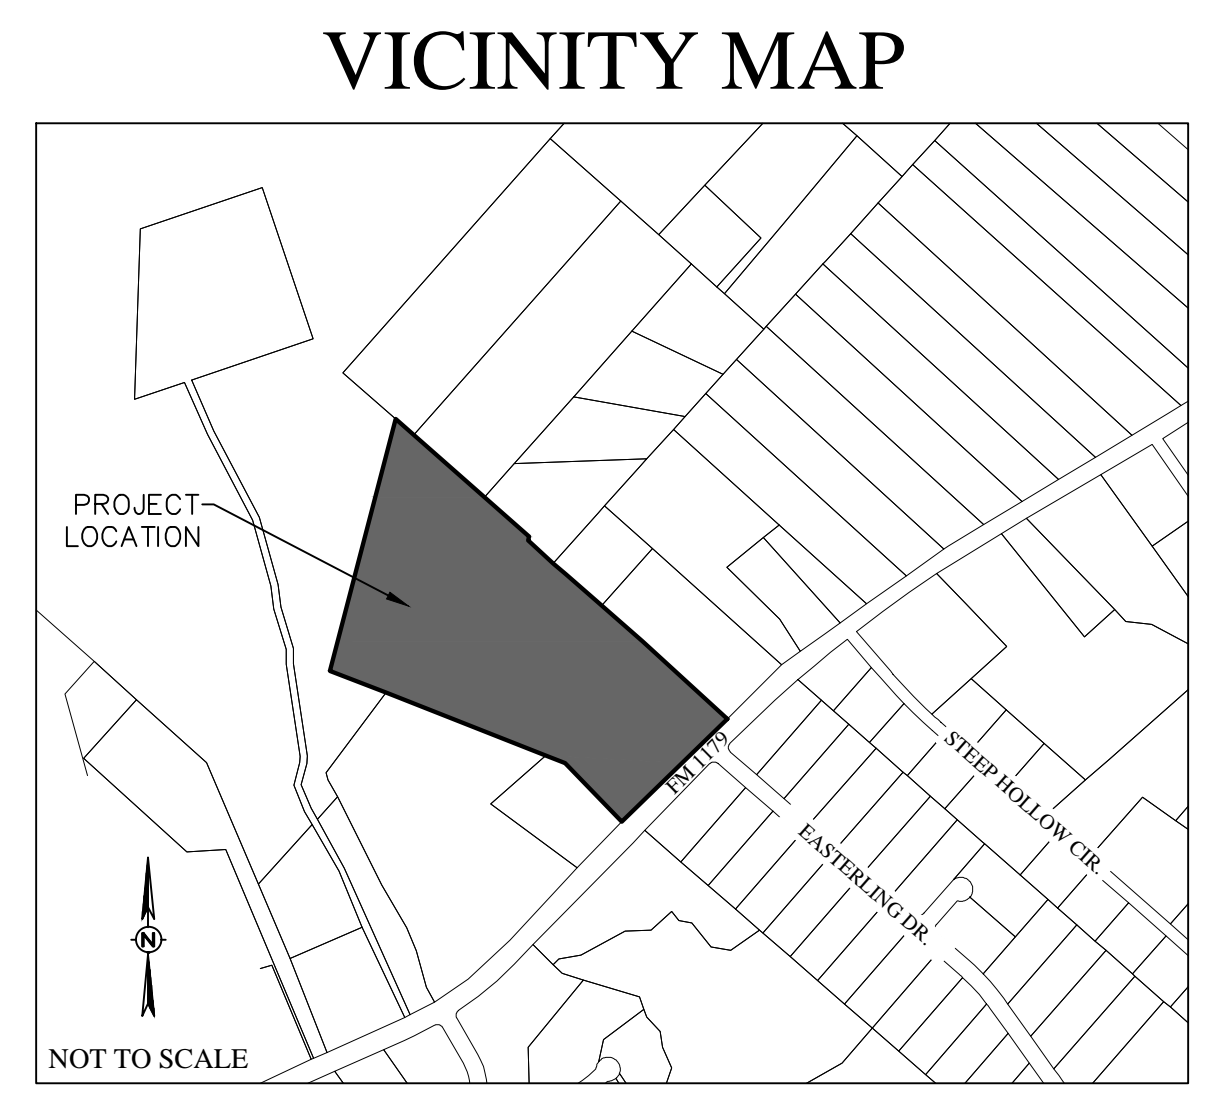 VICINITY MAP
PROJECT
LOCATION
FM 1179
STEEP HOLLOW CIR.
EASTERLING DR.
N
NOT TO SCALE